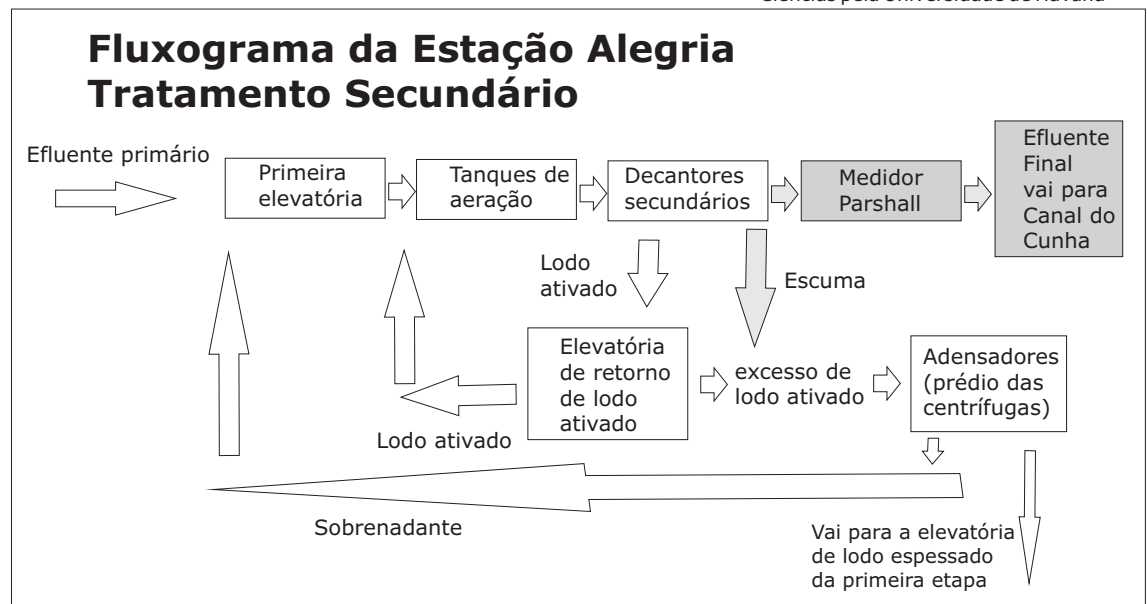 Fluxograma da Estação Alegria
Tratamento Secundário
Efluente primário
Primeira
elevatória
Tanques de
aeração
Decantores
secundários
Medidor
Parshall
Efluente
Final
vai para
Canal do
Cunha
Lodo
ativado
Escuma
Elevatória
de retorno
de lodo
ativado
excesso de
lodo ativado
Adensadores
(prédio das
centrífugas)
Lodo ativado
Sobrenadante
Vai para a elevatória
de lodo espessado
da primeira etapa